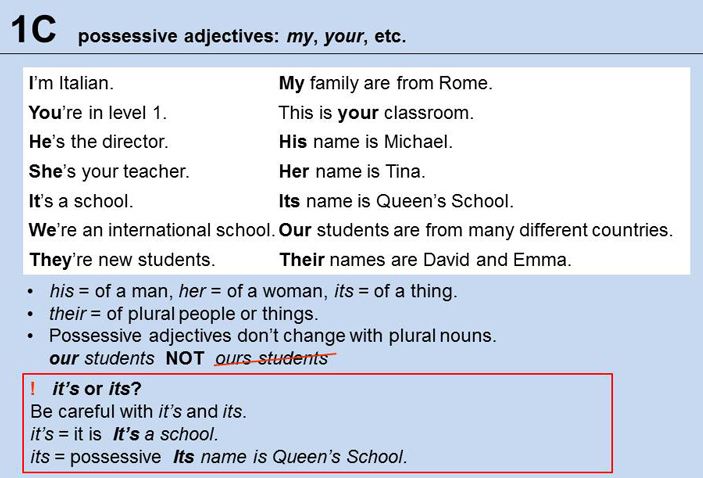 1C possessive adjectives: my, your, etc.
I'm Italian. My family are from Rome.
You're in level 1. This is your classroom.
He's the director. His name is Michael.
She's your teacher. Her name is Tina.
It's a school. Its name is Queen's School.
We're an international school. Our students are from many different countries.
They're new students. Their names are David and Emma.
• his = of a man, her = of a woman, its = of a thing.
• their = of plural people or things.
• Possessive adjectives don't change with plural nouns.
our students NOT ours students
! it's or its?
Be careful with it's and its.
it's = it is It's a school.
its = possessive Its name is Queen's School.